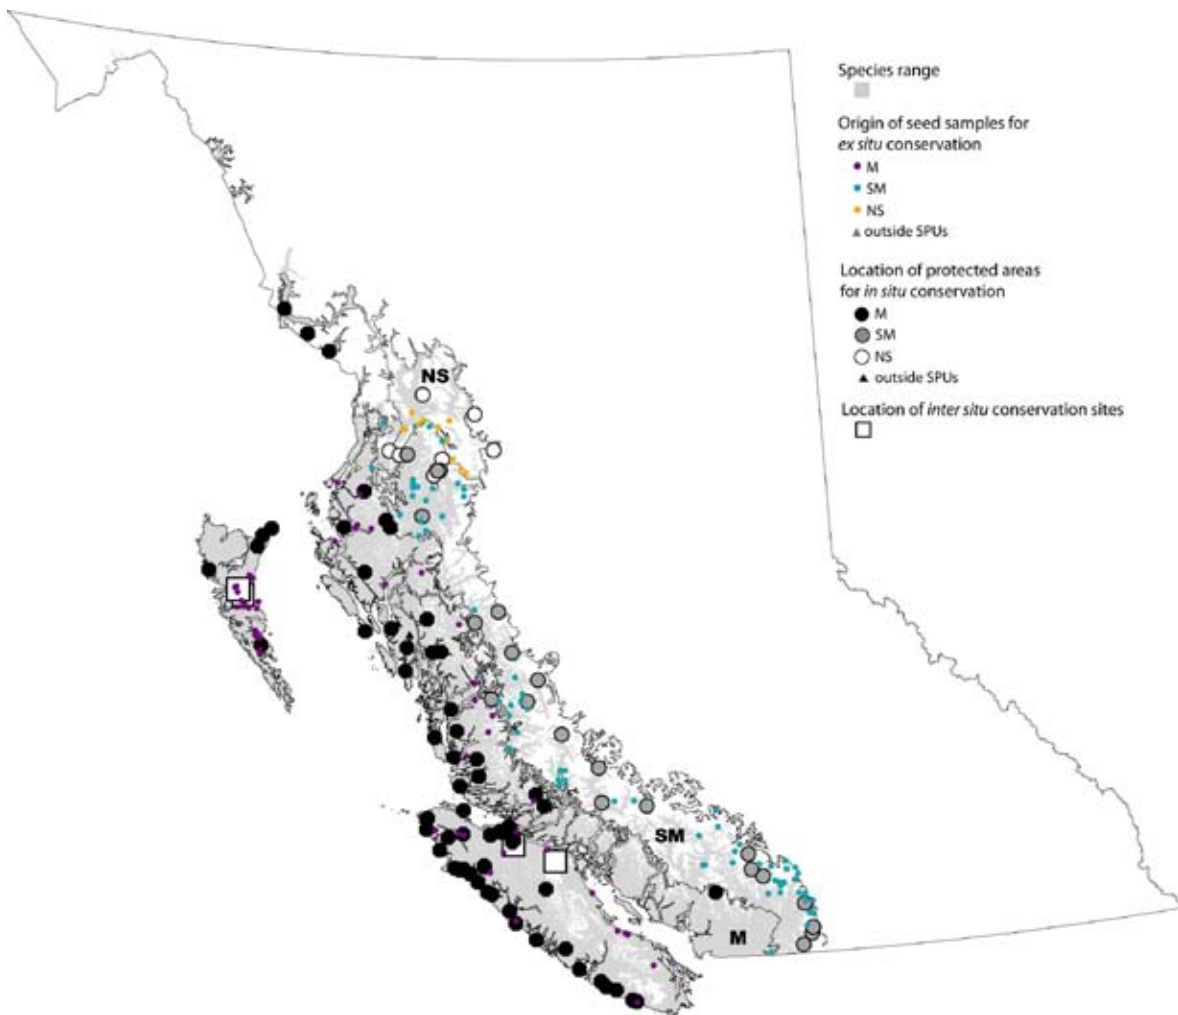 Species range
Origin of seed samples for
ex situ conservation
M
SM
NS
outside SPUs
Location of protected areas
for in situ conservation
M
SM
NS
outside SPUs
Location of inter situ conservation sites
NS
SM
M